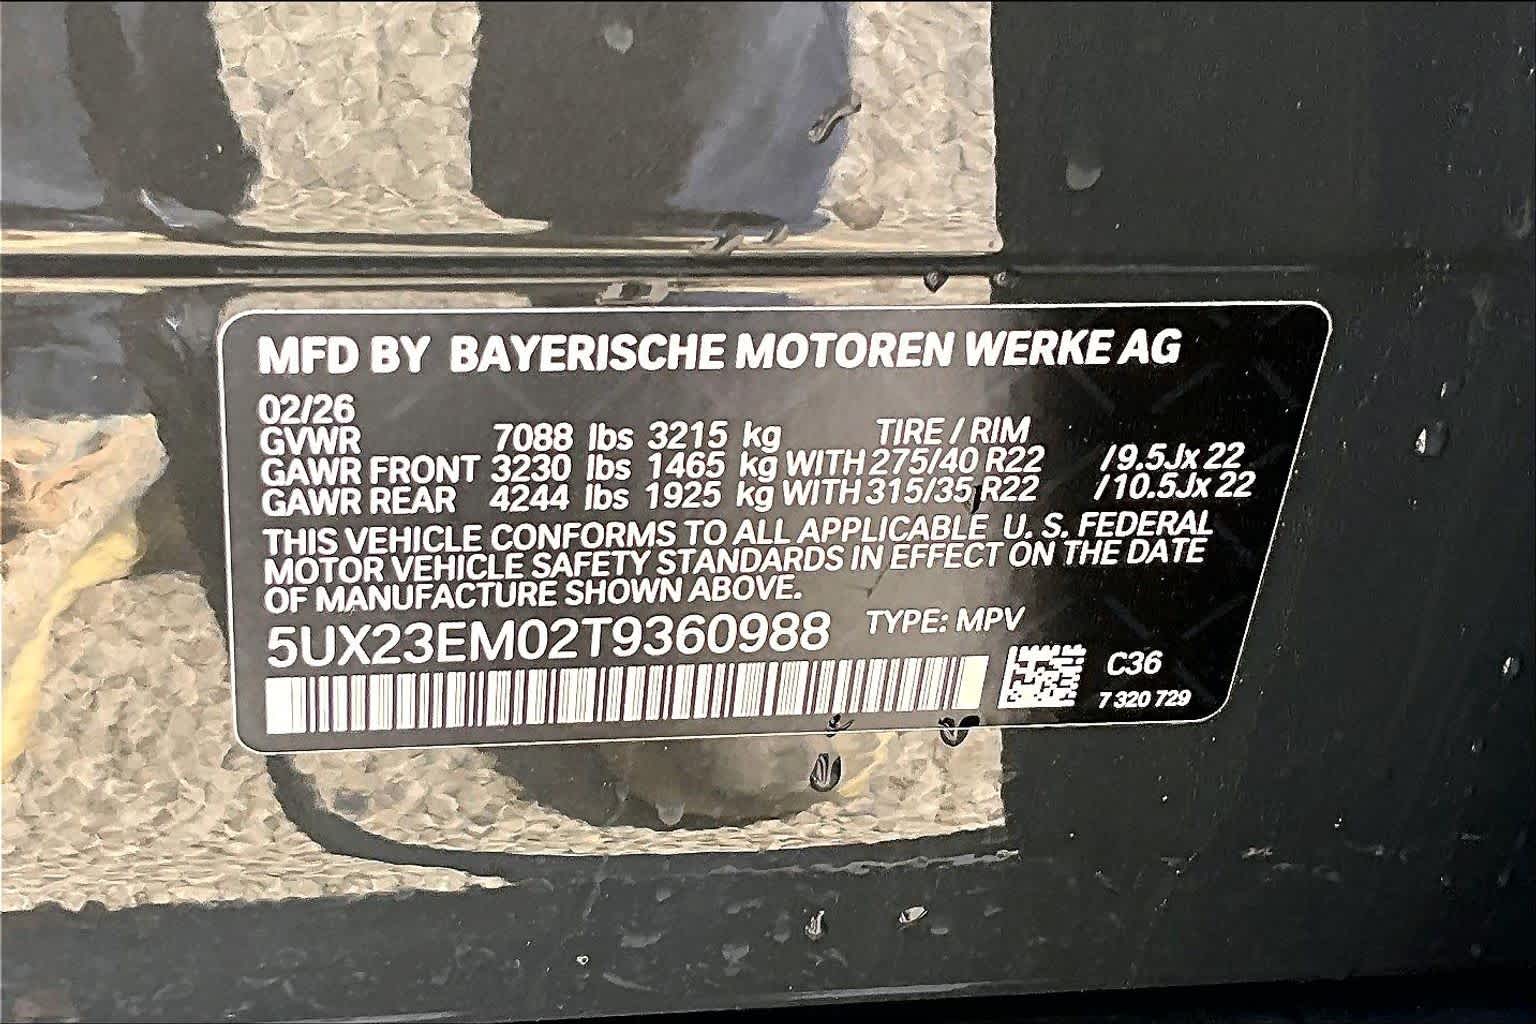 MFD BY BAYERISCHE MOTOREN WERKE AG
02/26
GVWR 7088 lbs 3215 kg TIRE / RIM
GAWR FRONT 3230 lbs 1465 kg WITH 275/40 R22 /9.5Jx 22
GAWR REAR 4244 lbs 1925 kg WITH 315/35 R22 /10.5Jx 22
THIS VEHICLE CONFORMS TO ALL APPLICABLE U. S. FEDERAL
MOTOR VEHICLE SAFETY STANDARDS IN EFFECT ON THE DATE
OF MANUFACTURE SHOWN ABOVE.
5UX23EM02T9360988 TYPE: MPV
C36
7 320 729